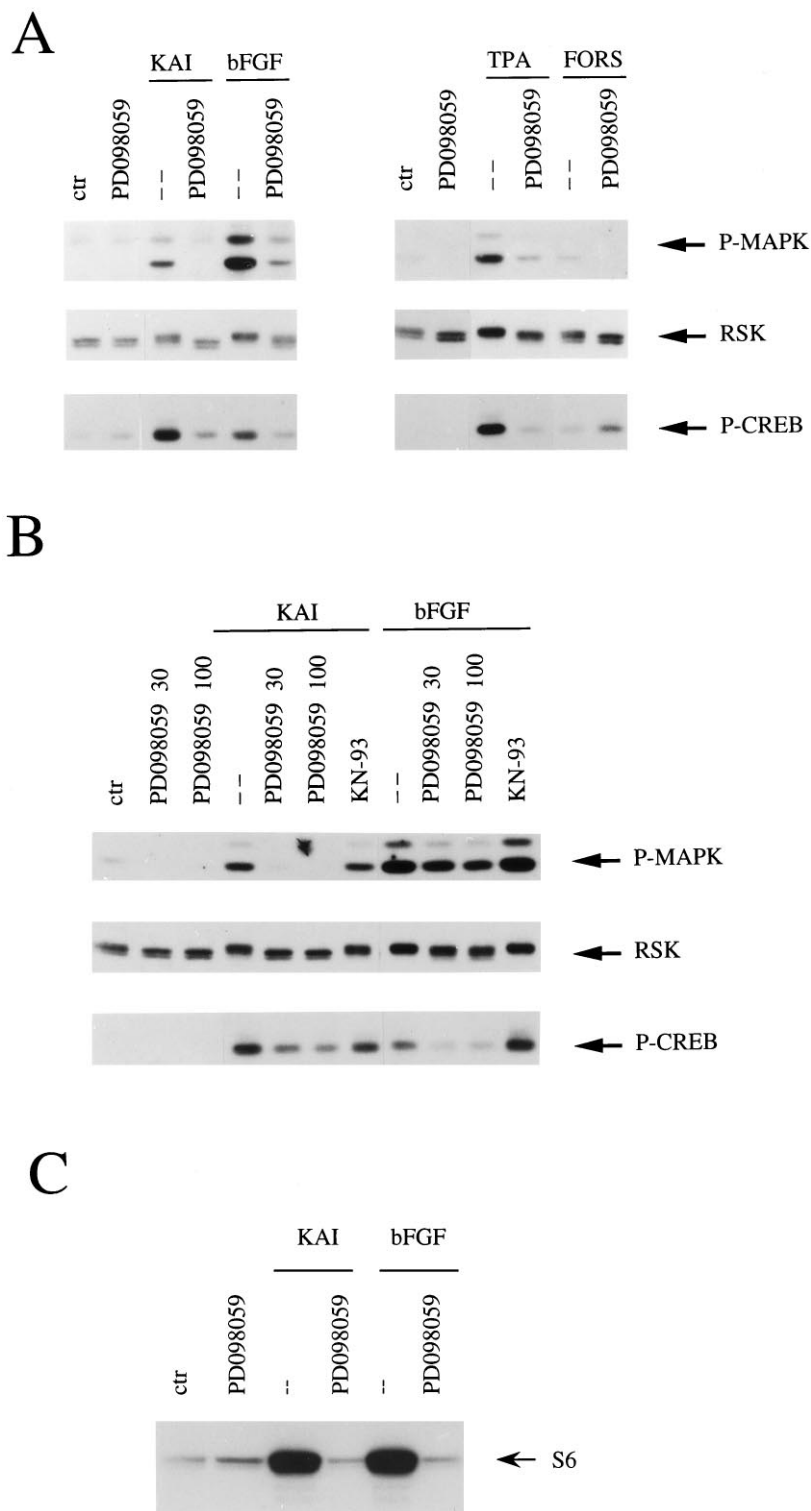 A
KAI bFGF
ctr PD098059 -- PD098059 -- PD098059
TPA FORS
ctr PD098059 -- PD098059 -- PD098059
P-MAPK
RSK
P-CREB
B
KAI bFGF
ctr PD098059 30 PD098059 100 -- PD098059 30 PD098059 100 KN-93 -- PD098059 30 PD098059 100 KN-93
P-MAPK
RSK
P-CREB
C
KAI bFGF
ctr PD098059 -- PD098059 -- PD098059
S6